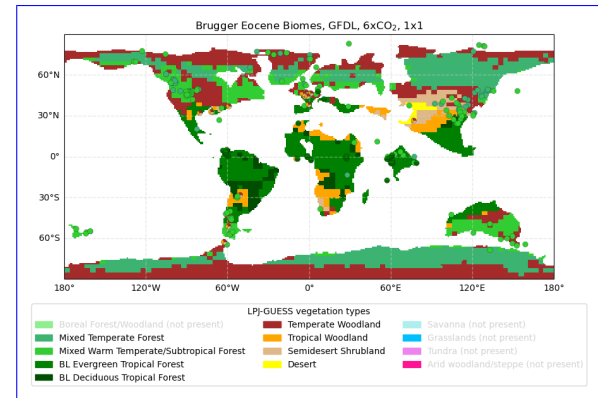 Brugger Eocene Biomes, GFDL, 6xCO₂, 1x1
60°N
30°N
0°
30°S
60°S
180° 120°W 60°W 0° 60°E 120°E 180°
LPJ-GUESS vegetation types
Boreal Forest/Woodland (not present) Temperate Woodland Savanna (not present)
Mixed Temperate Forest Tropical Woodland Grasslands (not present)
Mixed Warm Temperate/Subtropical Forest Semidesert Shrubland Tundra (not present)
BL Evergreen Tropical Forest Desert Arid woodland/steppe (not present)
BL Deciduous Tropical Forest